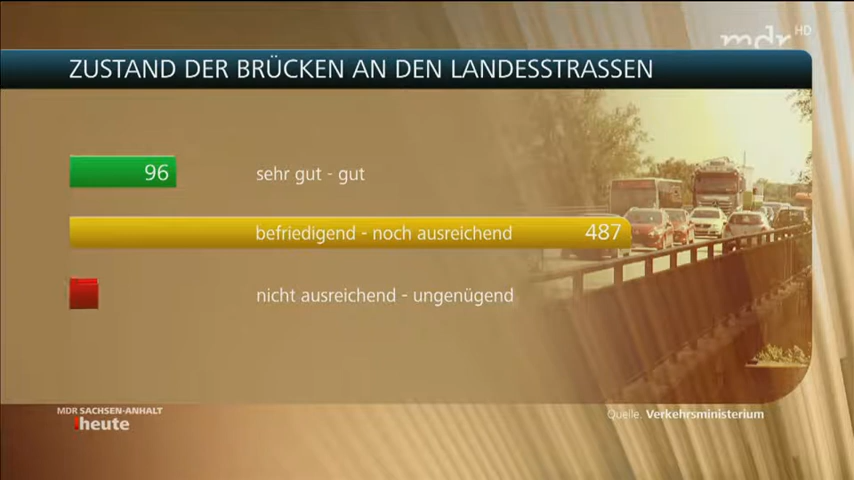 mdr HD
ZUSTAND DER BRÜCKEN AN DEN LANDESSTRASSEN
96 sehr gut - gut
befriedigend - noch ausreichend 487
nicht ausreichend - ungenügend
MDR SACHSEN-ANHALT
heute
Quelle: Verkehrsministerium